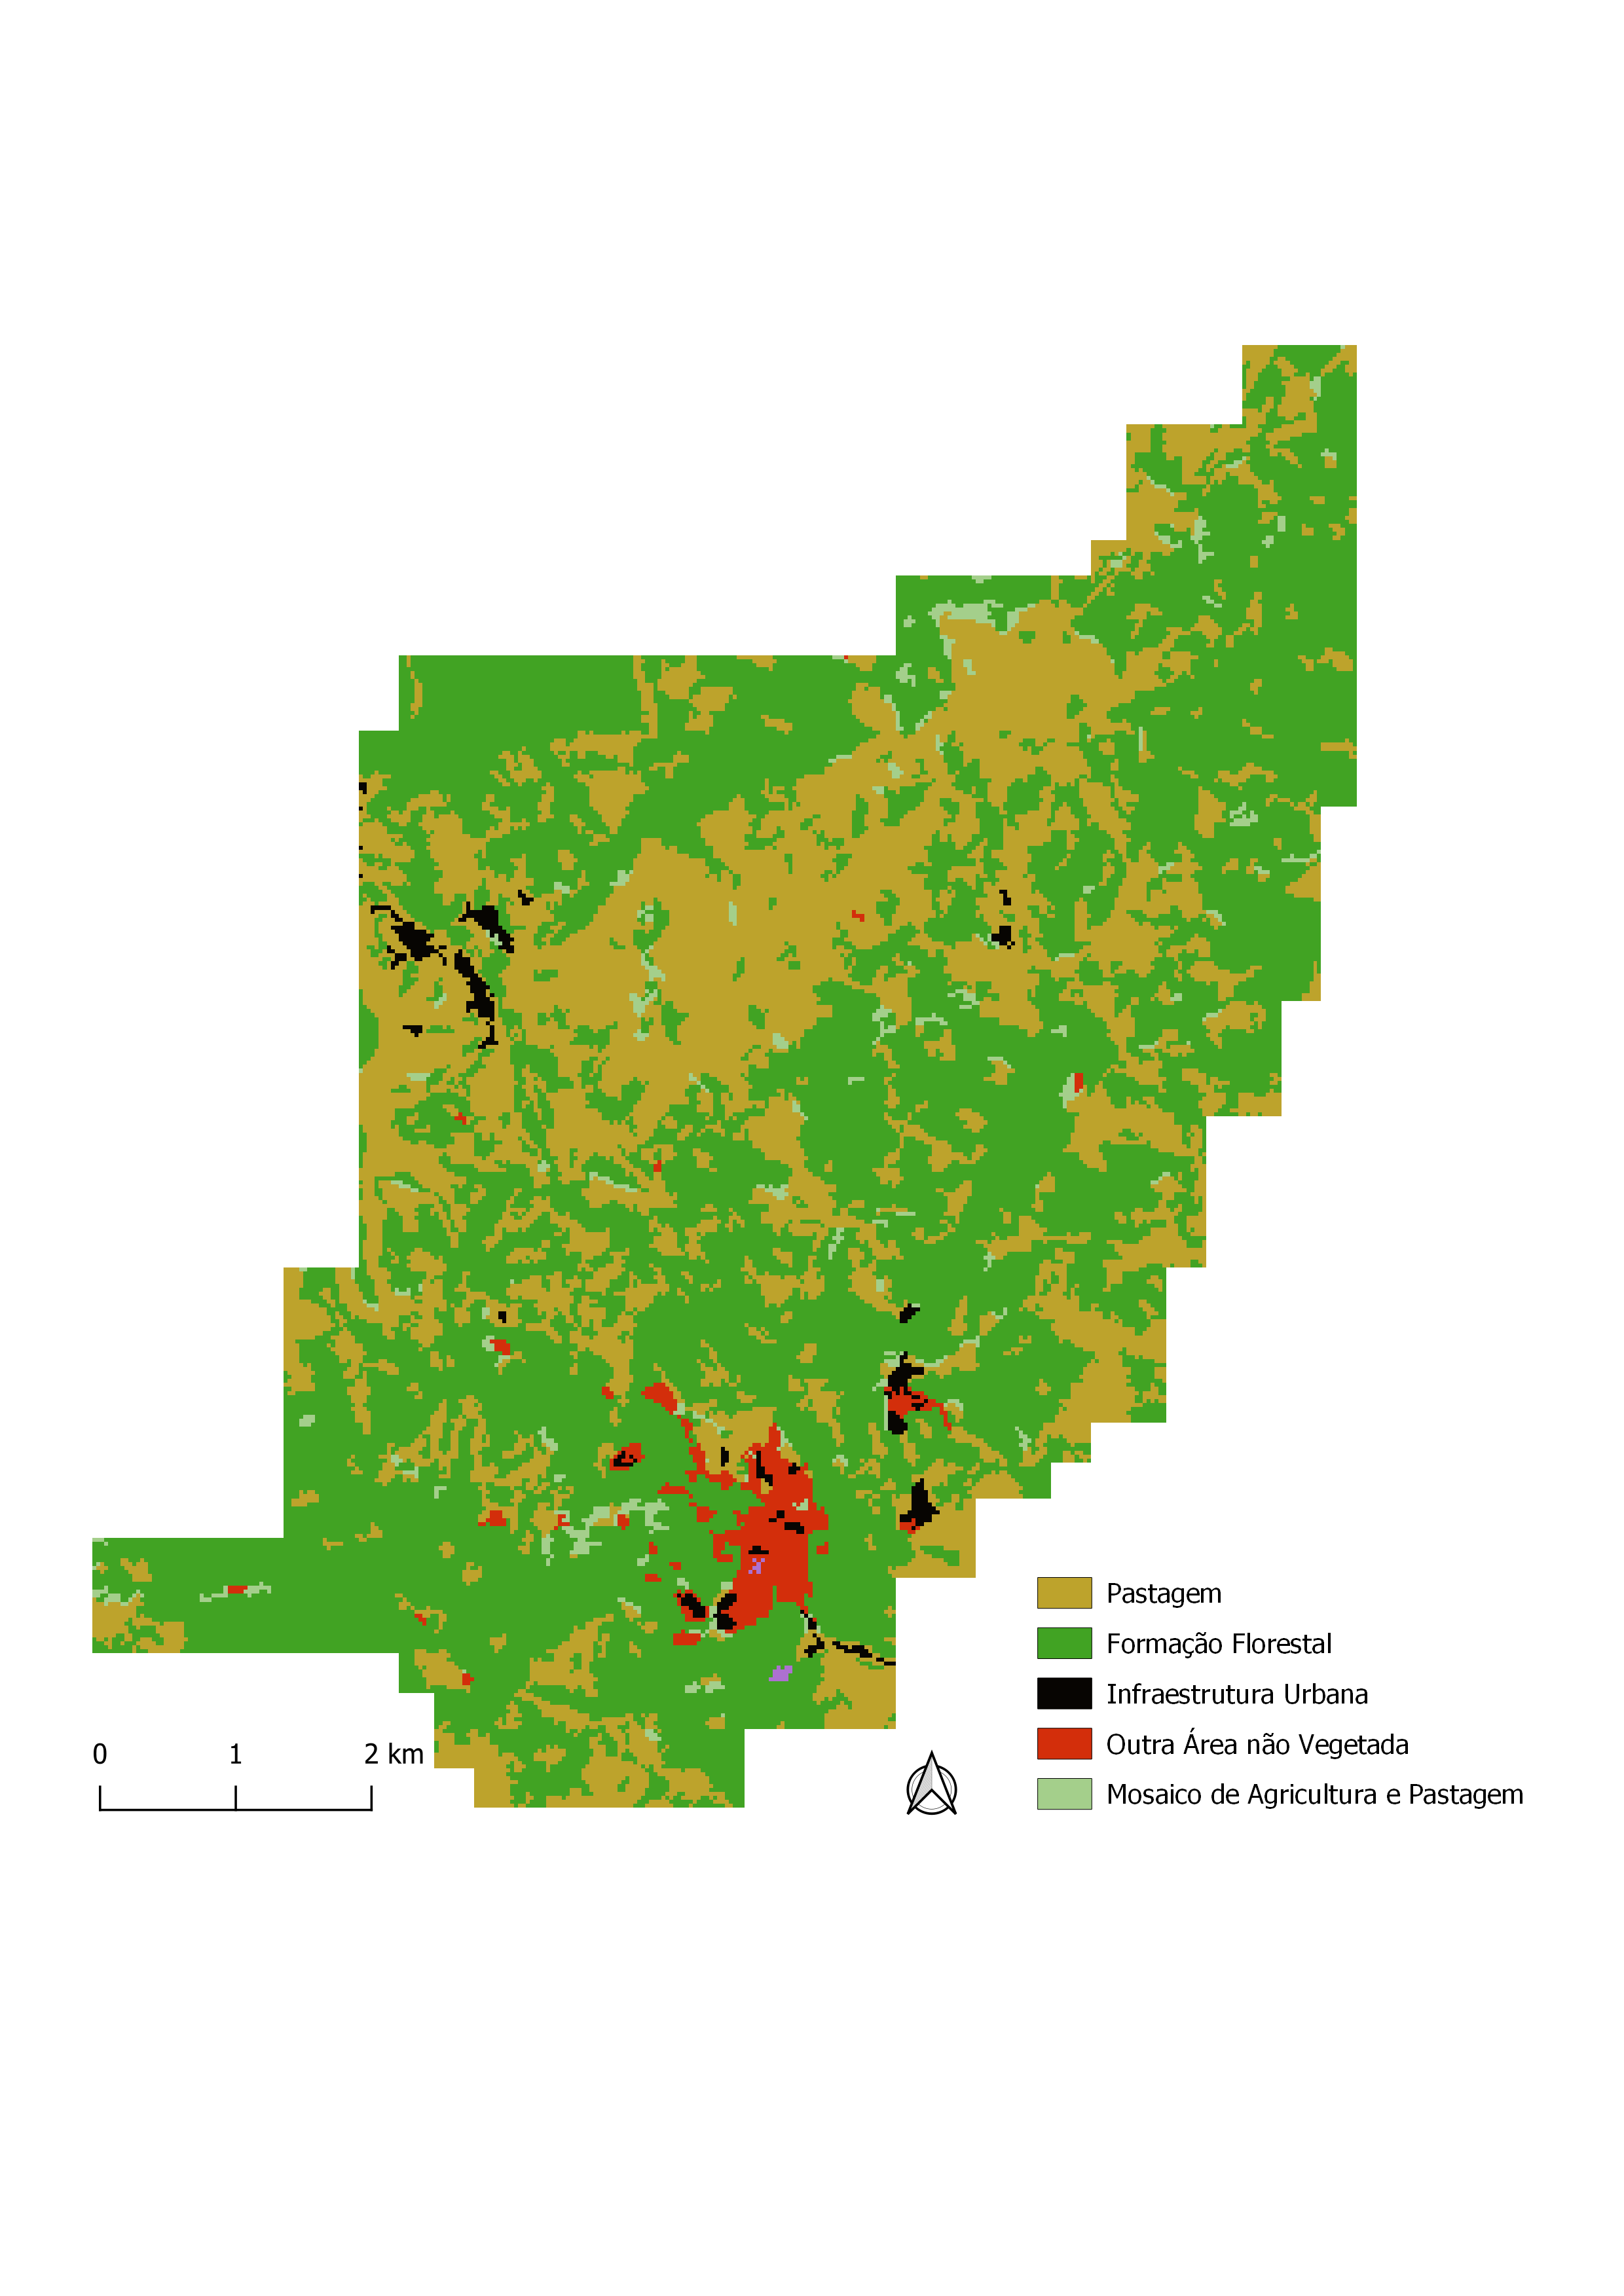 Pastagem
Formação Florestal
Infraestrutura Urbana
Outra Área não Vegetada
Mosaico de Agricultura e Pastagem
0 1 2 km